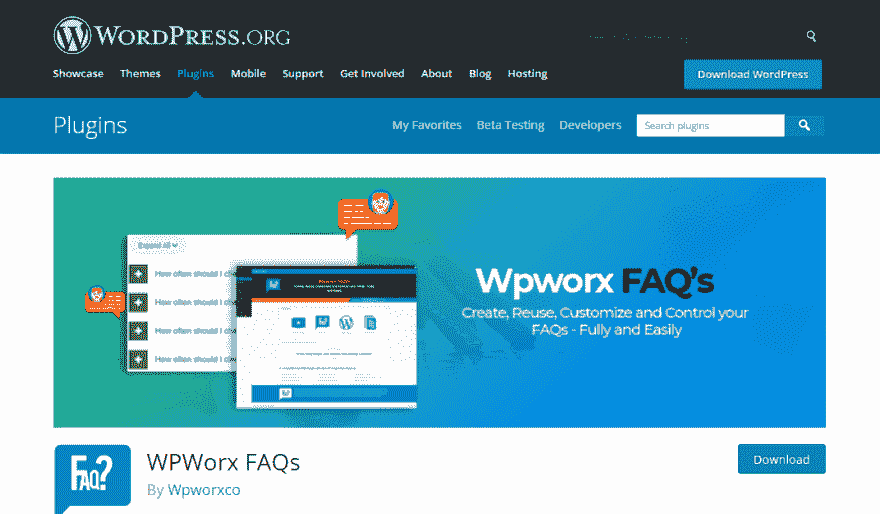 WORDPRESS.ORG
Showcase Themes Plugins Mobile Support Get Involved About Blog Hosting
Download WordPress
Plugins
My Favorites Beta Testing Developers
Search plugins
Expand All
How often should I
How often should I
How often should I
How often should I
Wpworx FAQ's
Create, Reuse, Customize and Control your
FAQs - Fully and Easily
FAQ?
WPWorx FAQs
By Wpworxco
Download